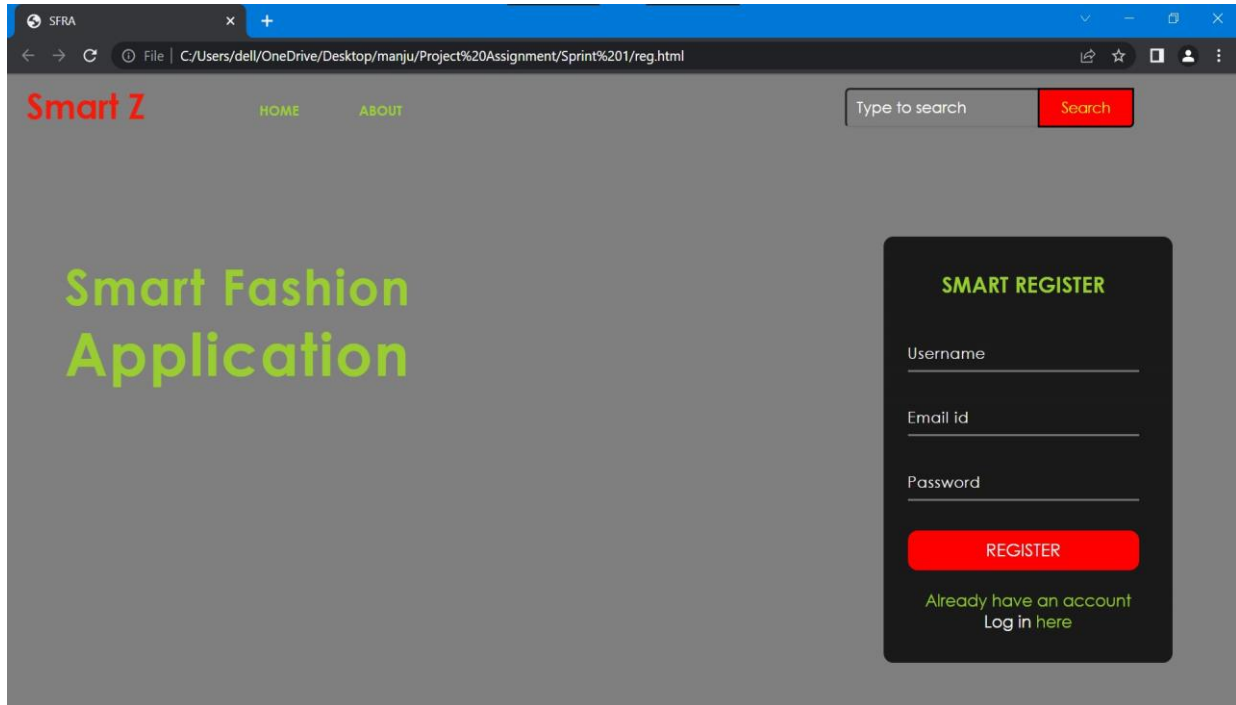 SFRA
File | C:/Users/dell/OneDrive/Desktop/manju/Project%20Assignment/Sprint%201/reg.html
Smart Z HOME ABOUT Type to search Search
Smart Fashion
Application
SMART REGISTER
Username
Email id
Password
REGISTER
Already have an account
Log in here